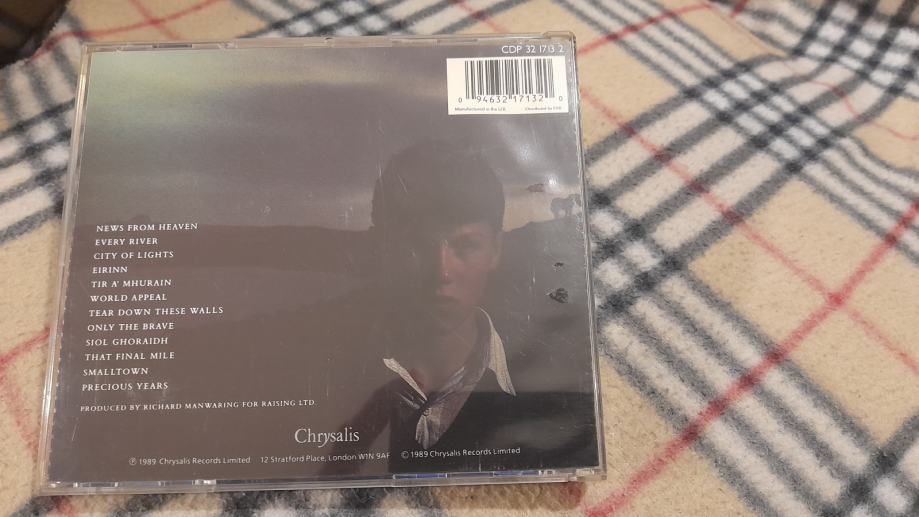 CDP 32 1713 2
0 94632 17132 0
Manufactured in the U.K.
NEWS FROM HEAVEN
EVERY RIVER
CITY OF LIGHTS
EIRINN
TIR A' MHURAIN
WORLD APPEAL
TEAR DOWN THESE WALLS
ONLY THE BRAVE
SIOL GHORAIDH
THAT FINAL MILE
SMALLTOWN
PRECIOUS YEARS
PRODUCED BY RICHARD MANWARING FOR RAISING LTD.
Chrysalis
℗ 1989 Chrysalis Records Limited 12 Stratford Place, London W1N 9AF © 1989 Chrysalis Records Limited